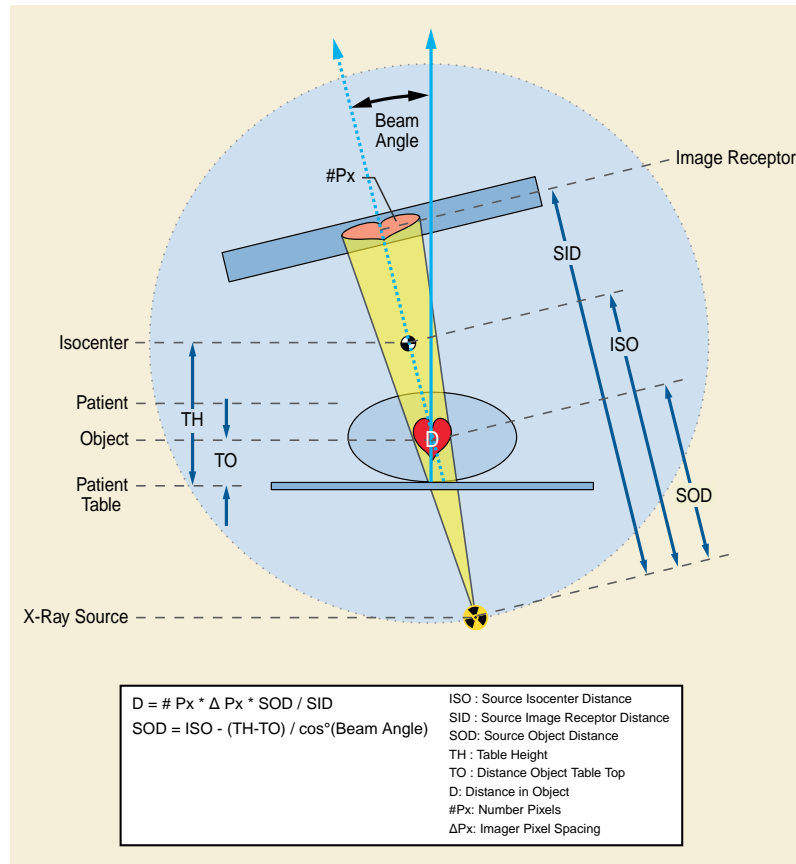 Beam
Angle
#Px
Image Receptor
SID
Isocenter
ISO
Patient
TH
Object
D
TO
Patient
Table
SOD
X-Ray Source
D = # Px * Δ Px * SOD / SID
SOD = ISO - (TH-TO) / cos°(Beam Angle)
ISO : Source Isocenter Distance
SID : Source Image Receptor Distance
SOD: Source Object Distance
TH : Table Height
TO : Distance Object Table Top
D: Distance in Object
#Px: Number Pixels
ΔPx: Imager Pixel Spacing